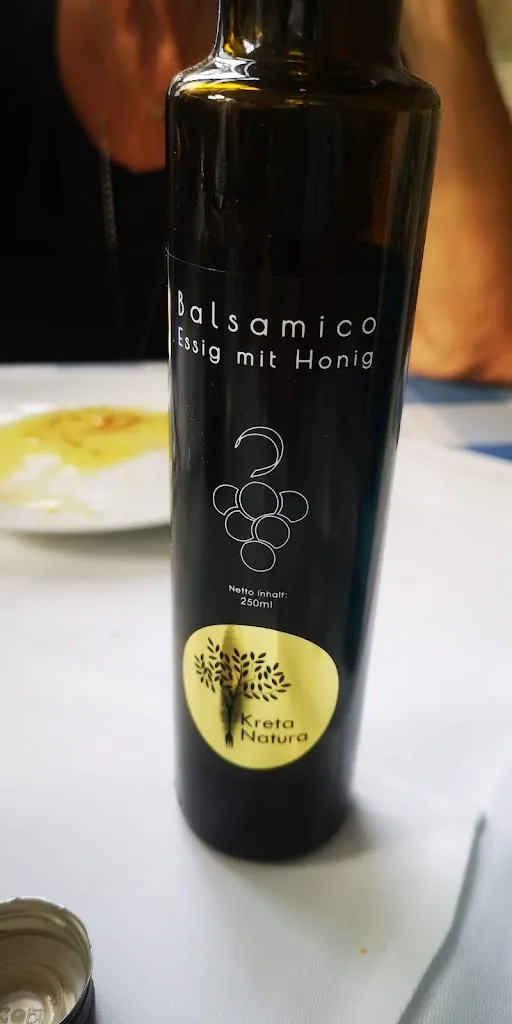 Balsamico
Essig mit Honig
Netto Inhalt:
250ml
Kreta
Natura